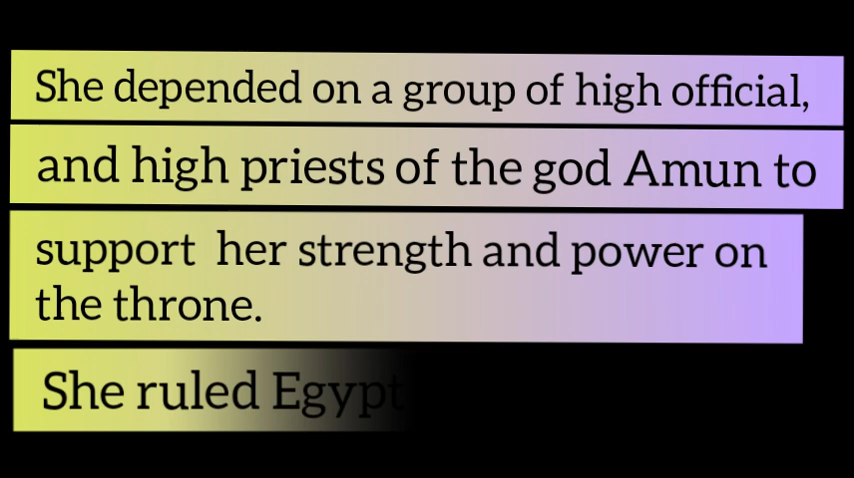 She depended on a group of high official,
and high priests of the god Amun to
support her strength and power on
the throne.
She ruled Egypt